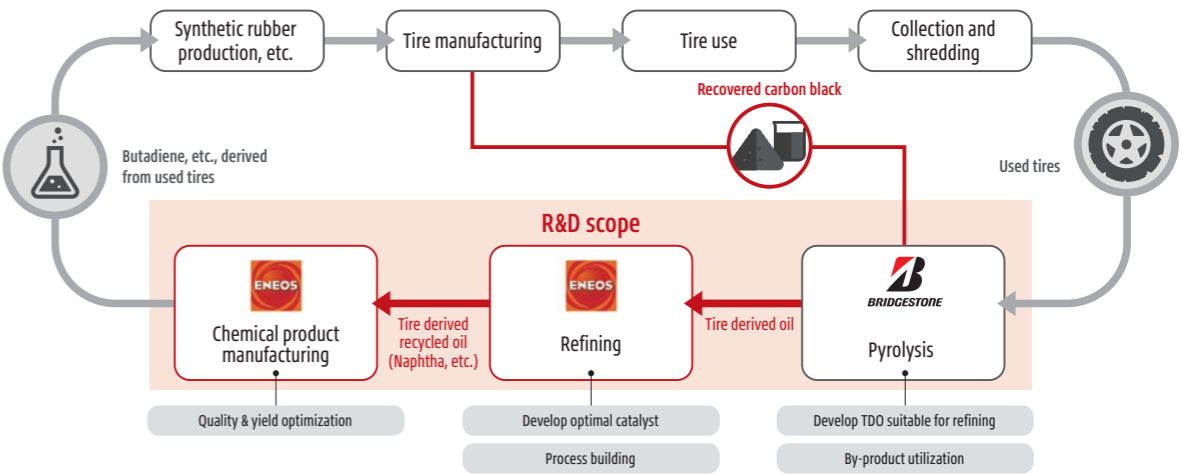 Synthetic rubber
production, etc.
Tire manufacturing
Tire use
Collection and
shredding
Recovered carbon black
Butadiene, etc., derived
from used tires
Used tires
R&D scope
ENEOS
Chemical product
manufacturing
Tire derived
recycled oil
(Naphtha, etc.)
ENEOS
Refining
Tire derived oil
BRIDGESTONE
Pyrolysis
Quality & yield optimization
Develop optimal catalyst
Process building
Develop TDO suitable for refining
By-product utilization